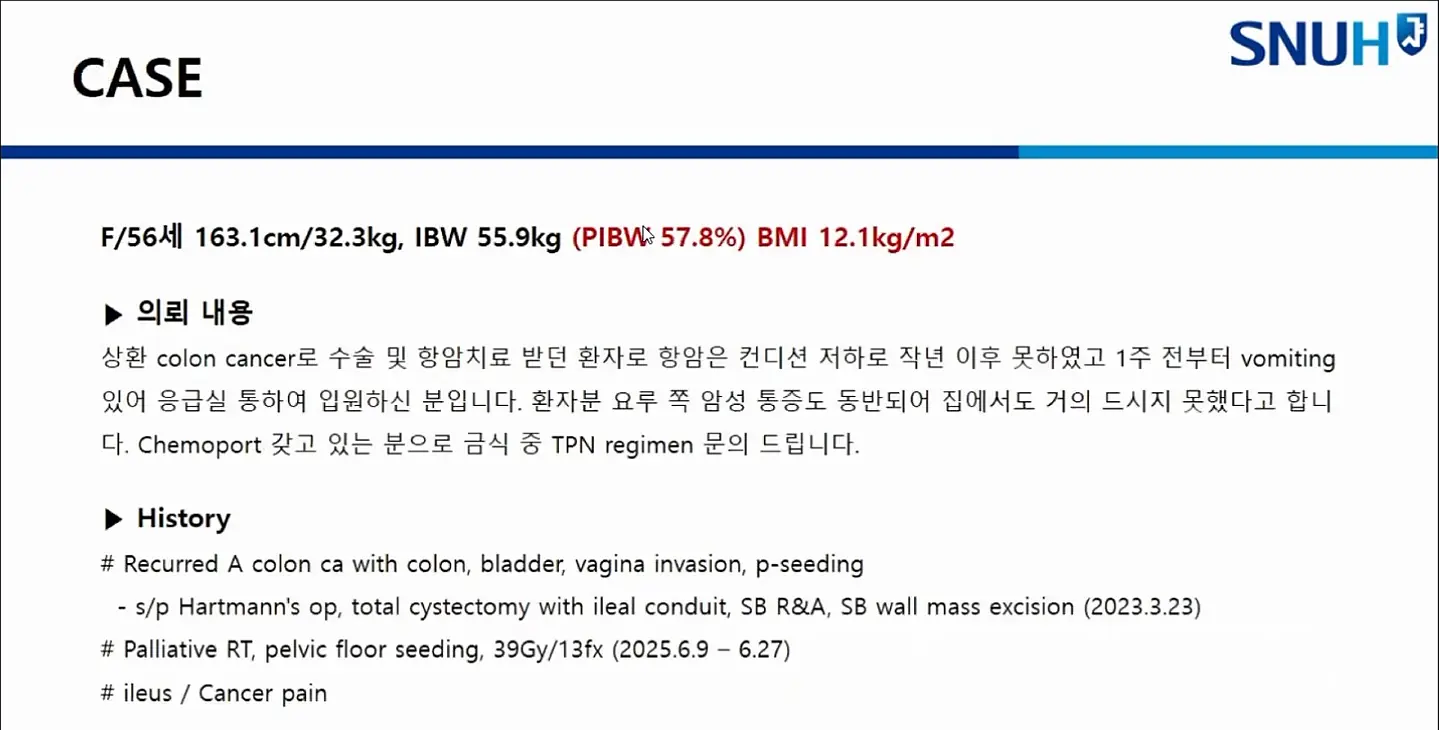 SNUH
CASE
F/56세 163.1cm/32.3kg, IBW 55.9kg (PIBW 57.8%) BMI 12.1kg/m2
▶ 의뢰 내용
상환 colon cancer로 수술 및 항암치료 받던 환자로 항암은 컨디션 저하로 작년 이후 못하였고 1주 전부터 vomiting
있어 응급실 통하여 입원하신 분입니다. 환자분 요루 쪽 암성 통증도 동반되어 집에서도 거의 드시지 못했다고 합니
다. Chemoport 갖고 있는 분으로 금식 중 TPN regimen 문의 드립니다.
▶ History
# Recurred A colon ca with colon, bladder, vagina invasion, p-seeding
- s/p Hartmann's op, total cystectomy with ileal conduit, SB R&A, SB wall mass excision (2023.3.23)
# Palliative RT, pelvic floor seeding, 39Gy/13fx (2025.6.9 – 6.27)
# ileus / Cancer pain